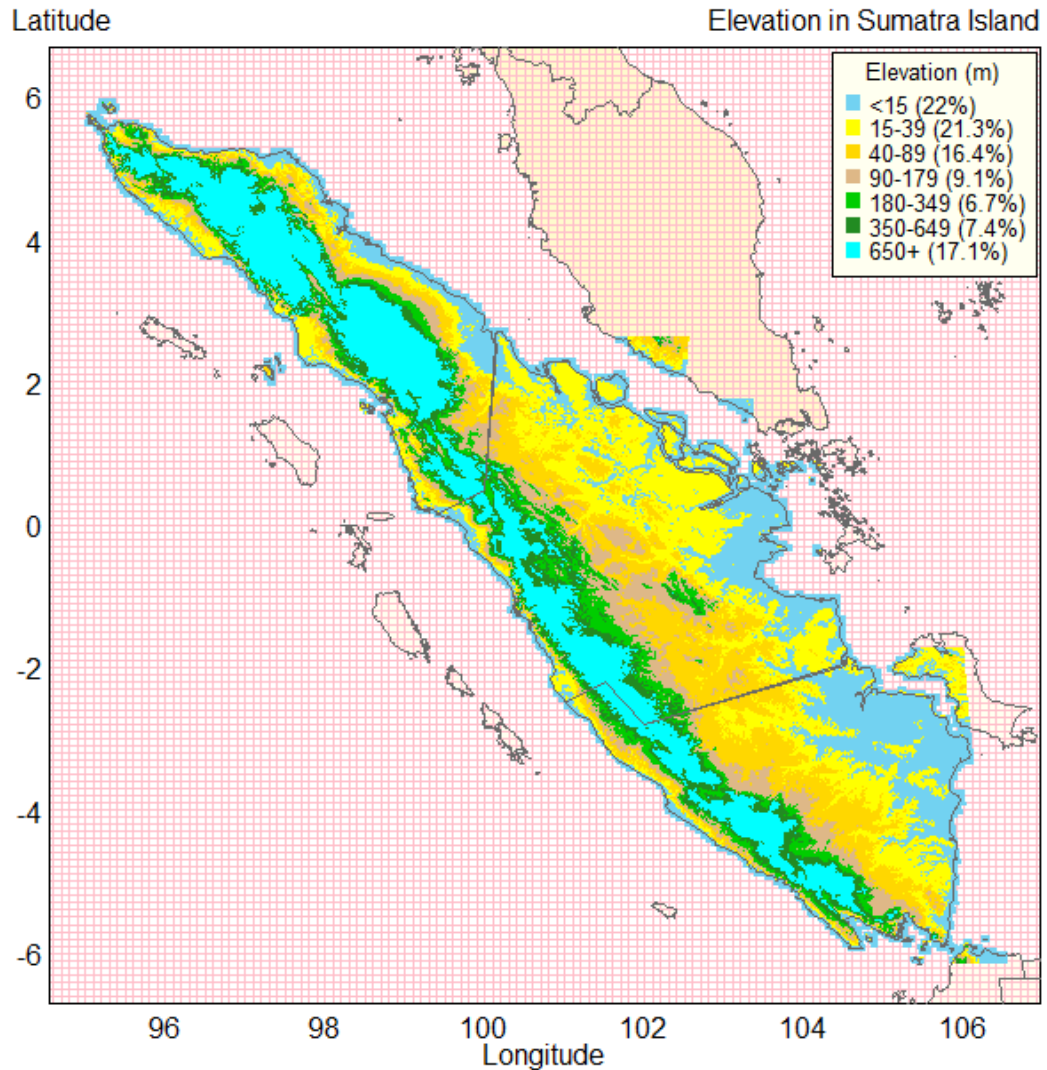 Latitude
Elevation in Sumatra Island
Elevation (m)
<15 (22%)
15-39 (21.3%)
40-89 (16.4%)
90-179 (9.1%)
180-349 (6.7%)
350-649 (7.4%)
650+ (17.1%)
6
4
2
0
-2
-4
-6
96 98 100 102 104 106
Longitude